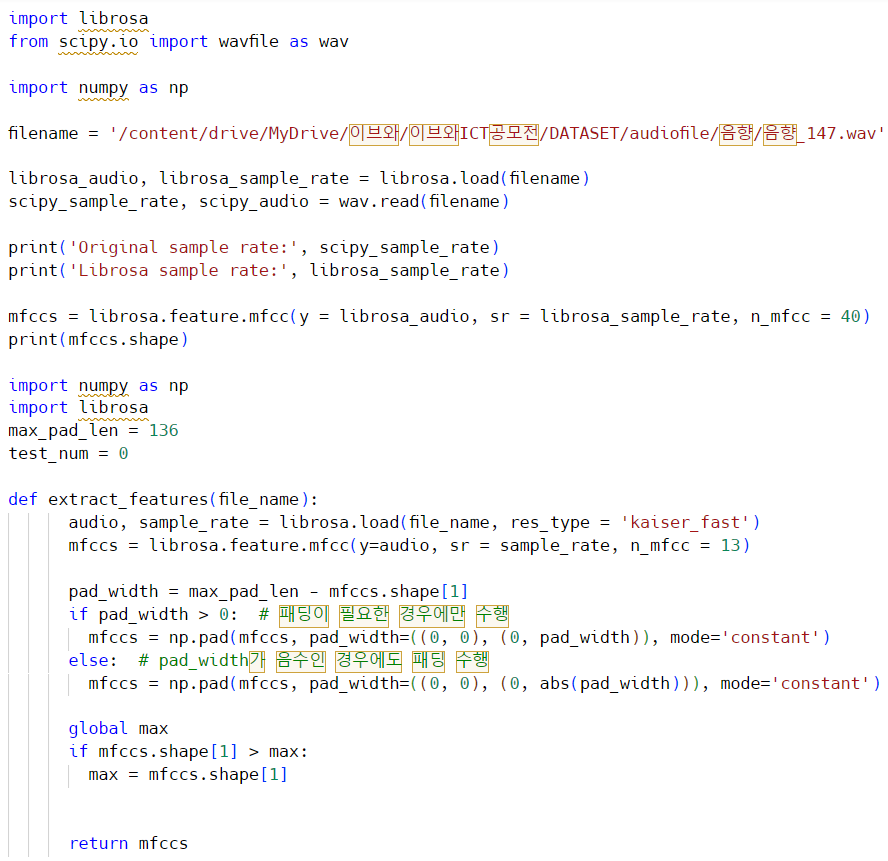 import librosa
from scipy.io import wavfile as wav
import numpy as np
filename = '/content/drive/MyDrive/이브와/이브와ICT공모전/DATASET/audiofile/음향/음향_147.wav'
librosa_audio, librosa_sample_rate = librosa.load(filename)
scipy_sample_rate, scipy_audio = wav.read(filename)
print('Original sample rate:', scipy_sample_rate)
print('Librosa sample rate:', librosa_sample_rate)
mfccs = librosa.feature.mfcc(y = librosa_audio, sr = librosa_sample_rate, n_mfcc = 40)
print(mfccs.shape)
import numpy as np
import librosa
max_pad_len = 136
test_num = 0
def extract_features(file_name):
      audio, sample_rate = librosa.load(file_name, res_type = 'kaiser_fast')
      mfccs = librosa.feature.mfcc(y=audio, sr = sample_rate, n_mfcc = 13)
      pad_width = max_pad_len - mfccs.shape[1]
      if pad_width > 0:  # 패딩이 필요한 경우에만 수행
        mfccs = np.pad(mfccs, pad_width=((0, 0), (0, pad_width)), mode='constant')
      else:  # pad_width가 음수인 경우에도 패딩 수행
        mfccs = np.pad(mfccs, pad_width=((0, 0), (0, abs(pad_width))), mode='constant')
      global max
      if mfccs.shape[1] > max:
        max = mfccs.shape[1]
      return mfccs